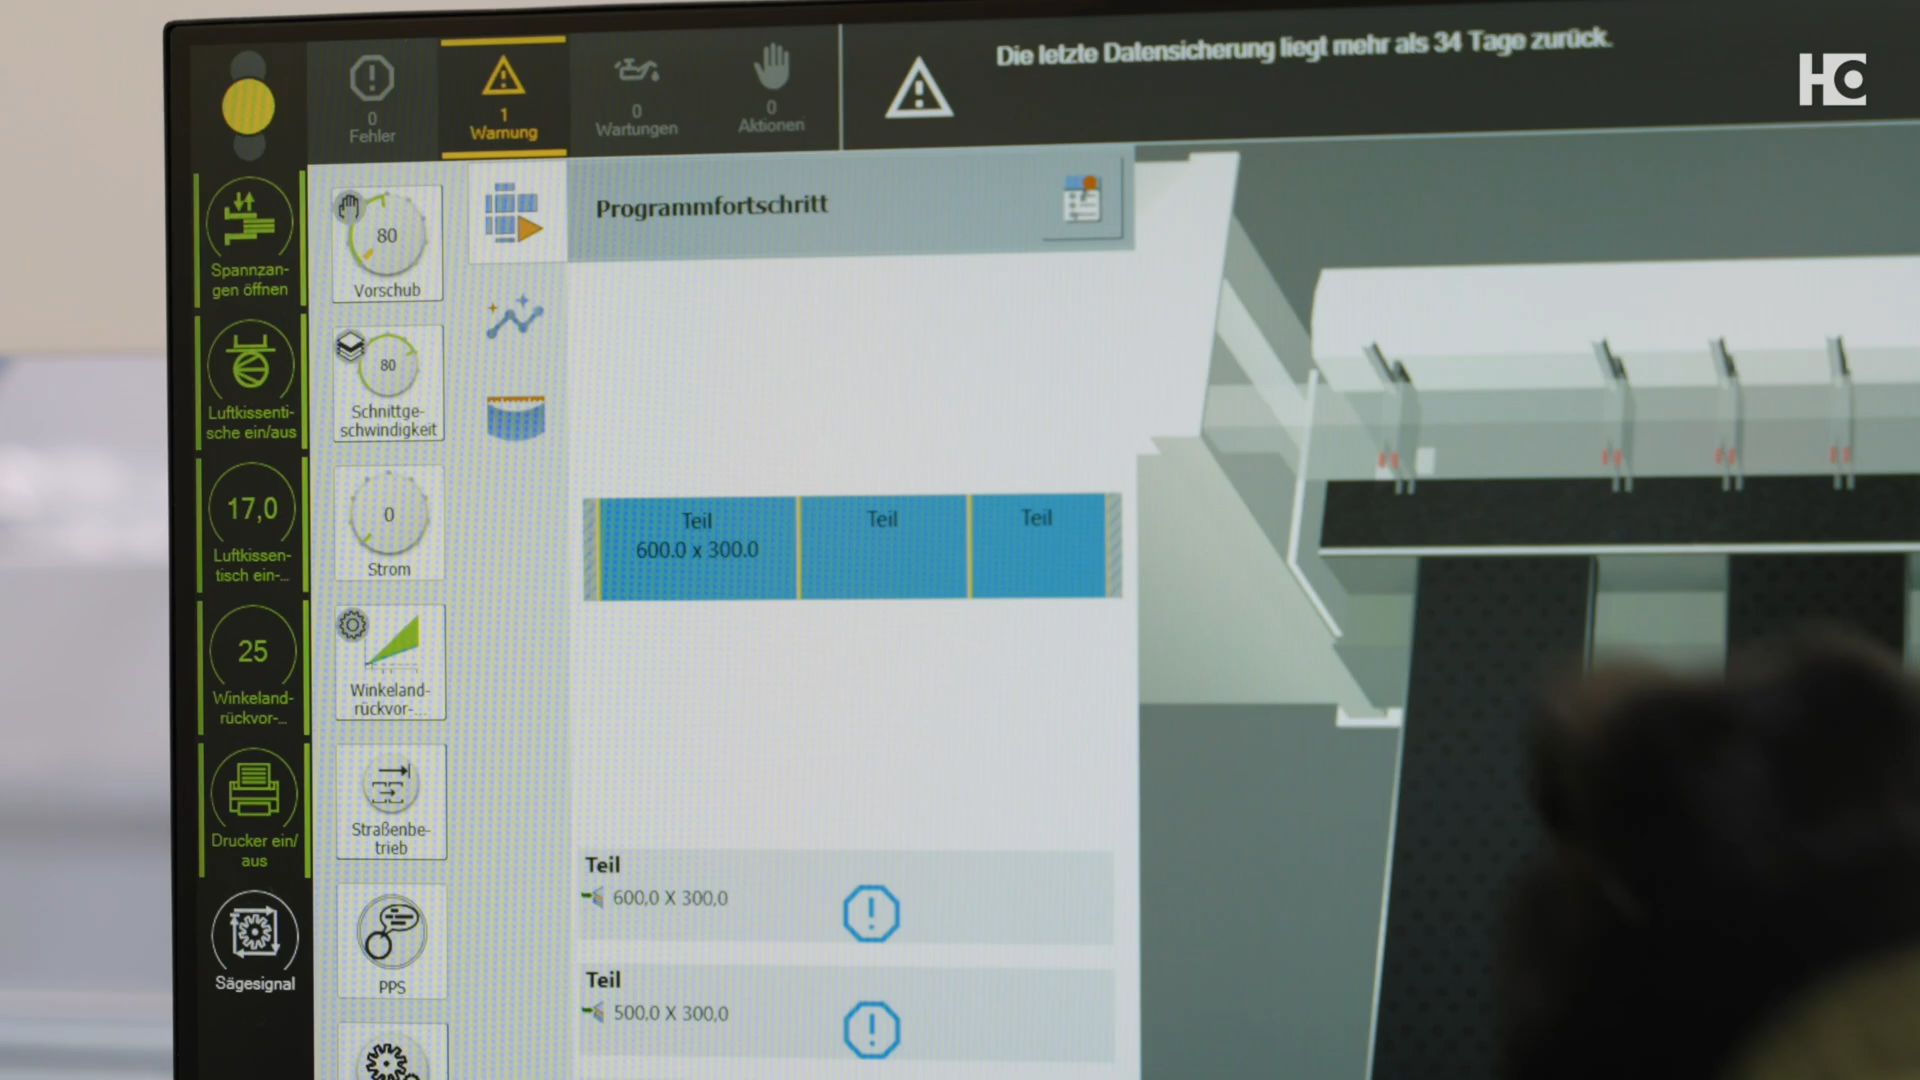 0
Fehler
1
Warnung
0
Wartungen
0
Aktionen
Die letzte Datensicherung liegt mehr als 34 Tage zurück.
HC
Spannzan-
gen öffnen
Luftkissenti-
sche ein/aus
17,0
Luftkissen-
tisch ein-...
25
Winkeland-
rückvor-...
Drucker ein/
aus
Sägesignal
80
Vorschub
80
Schnittge-
schwindigkeit
0
Strom
Winkeland-
rückvor-...
Straßenbe-
trieb
PPS
Programmfortschritt
Teil
600.0 x 300.0
Teil
Teil
Teil
600,0 X 300,0
Teil
500,0 X 300,0